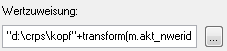 Wertzuweisung:
"d:\crps\kopf"+transform(m.akt_nwerid
...